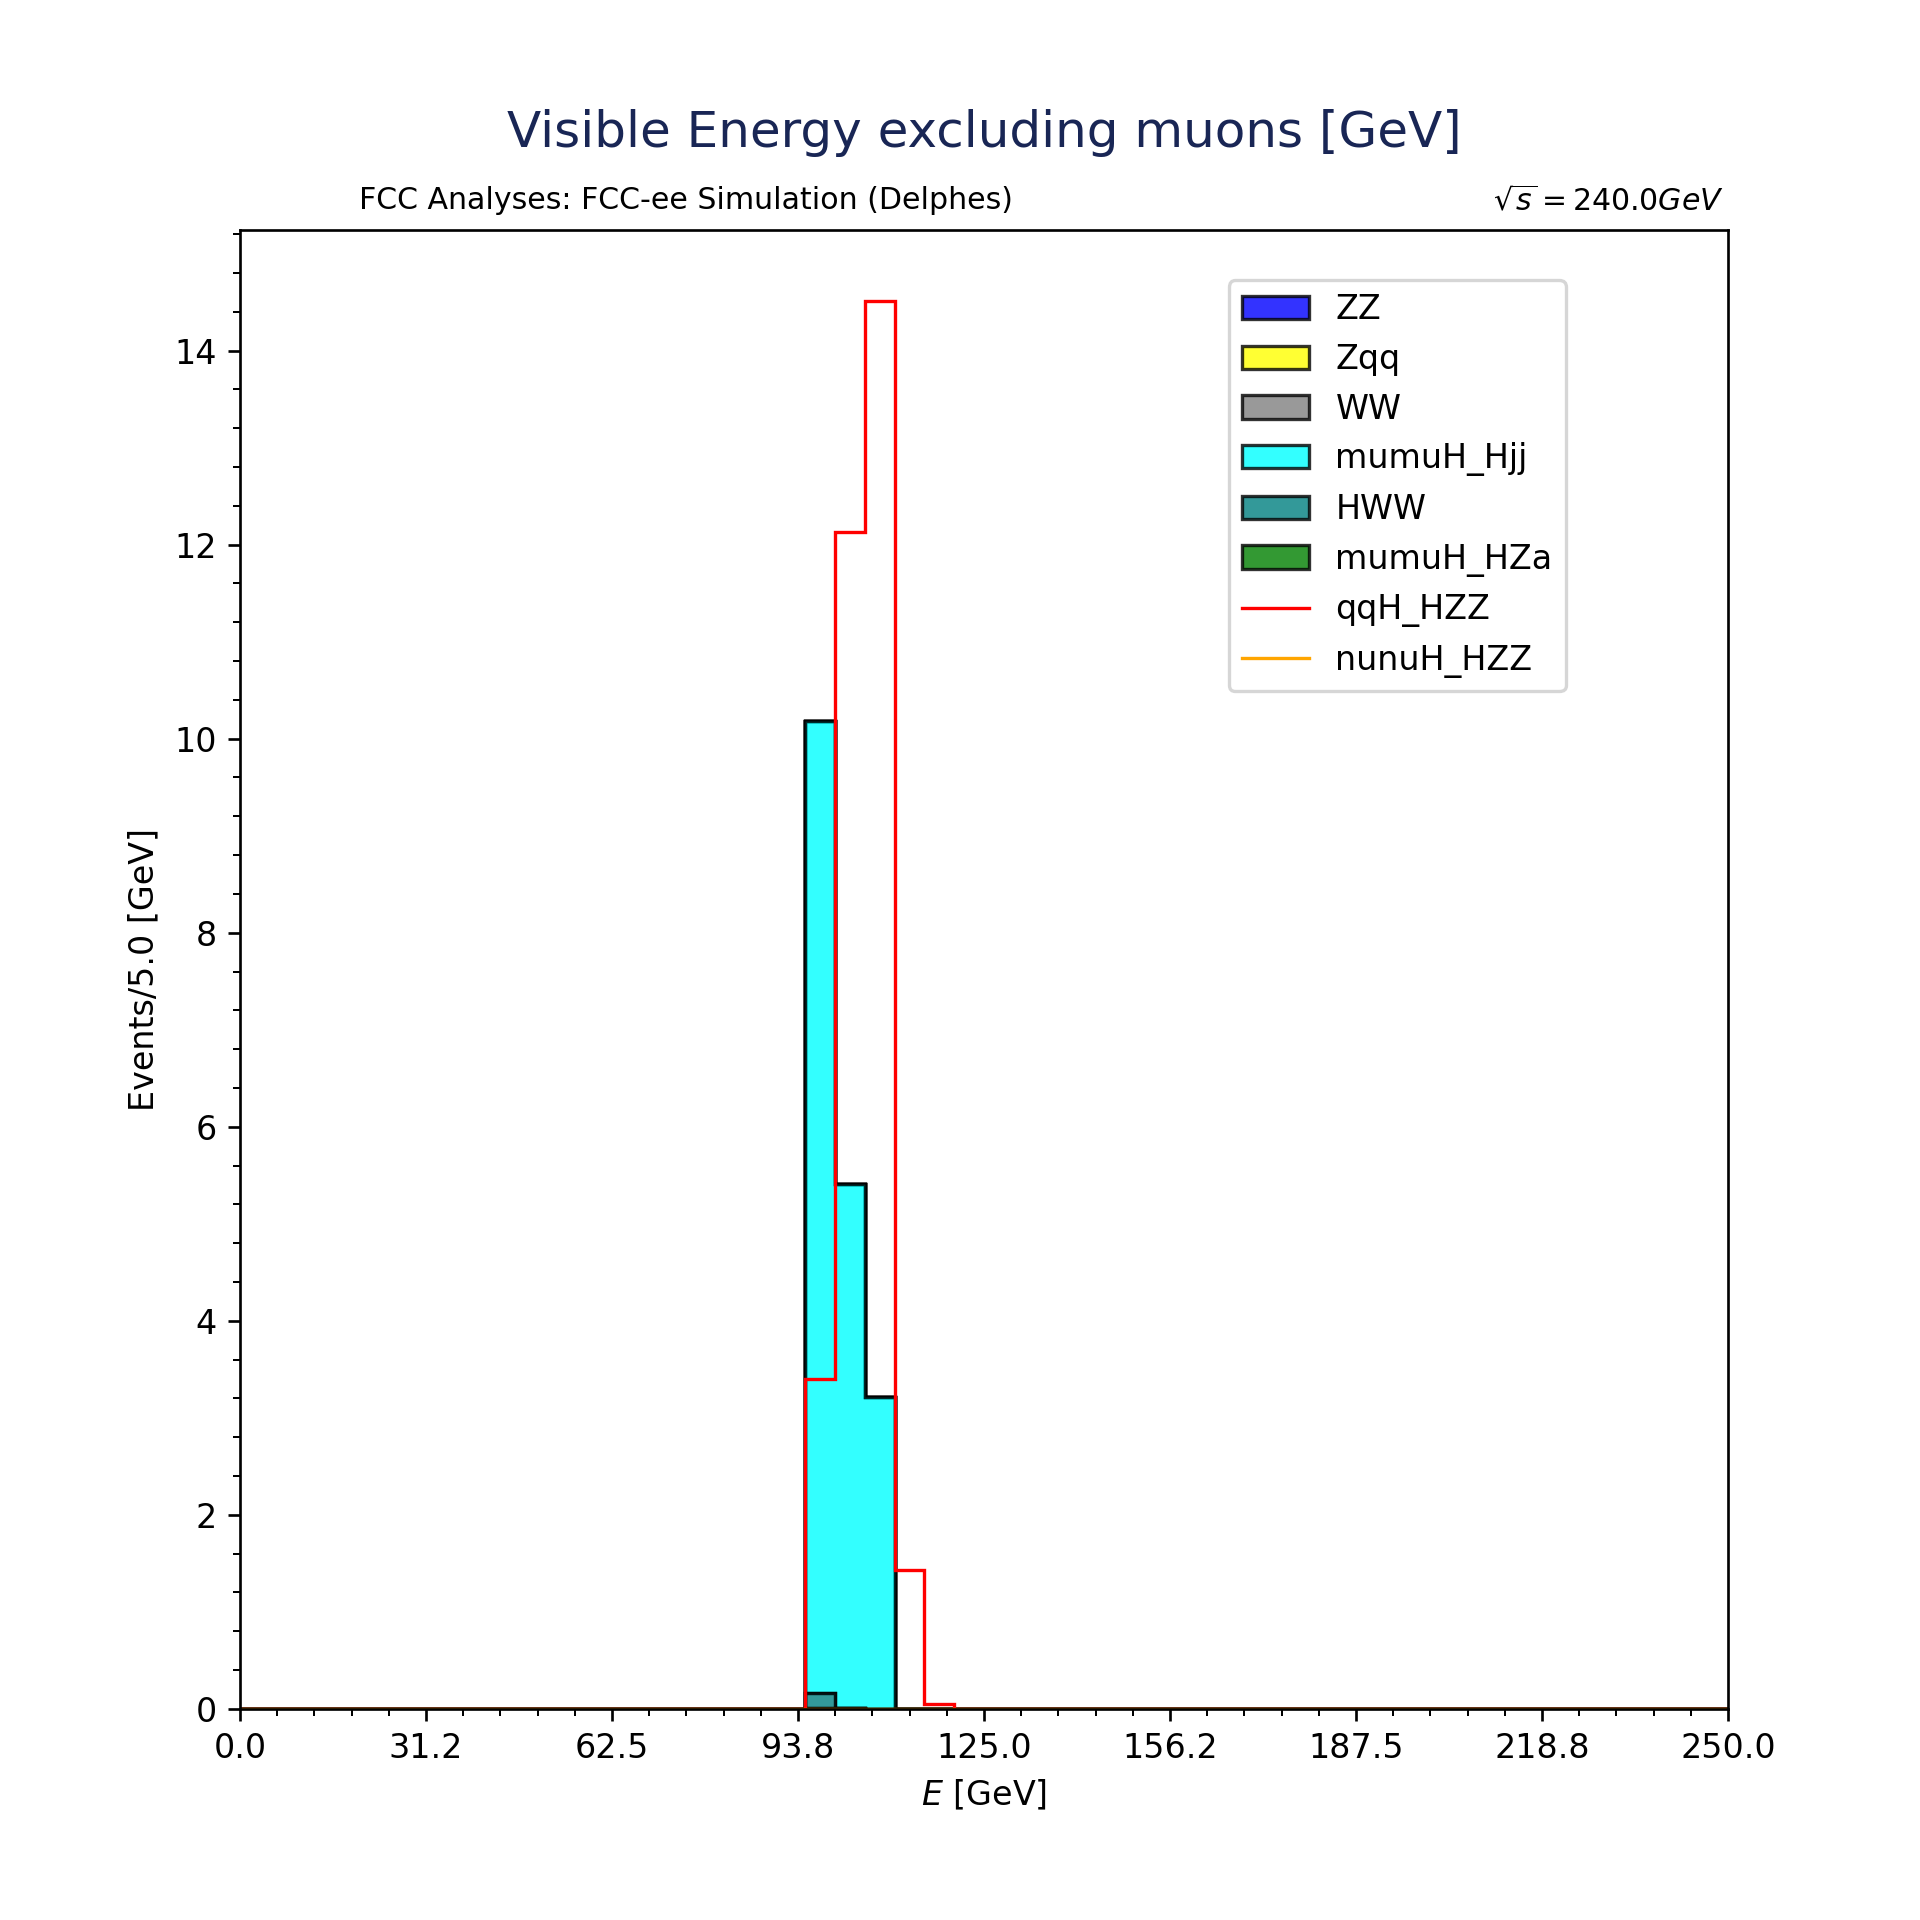 Visible Energy excluding muons [GeV]
FCC Analyses: FCC-ee Simulation (Delphes)
√s = 240.0GeV
ZZ
Zqq
WW
mumuH_Hjj
HWW
mumuH_HZa
qqH_HZZ
nunuH_HZZ
14
12
10
8
6
4
2
0
Events/5.0 [GeV]
0.0 31.2 62.5 93.8 125.0 156.2 187.5 218.8 250.0
E [GeV]